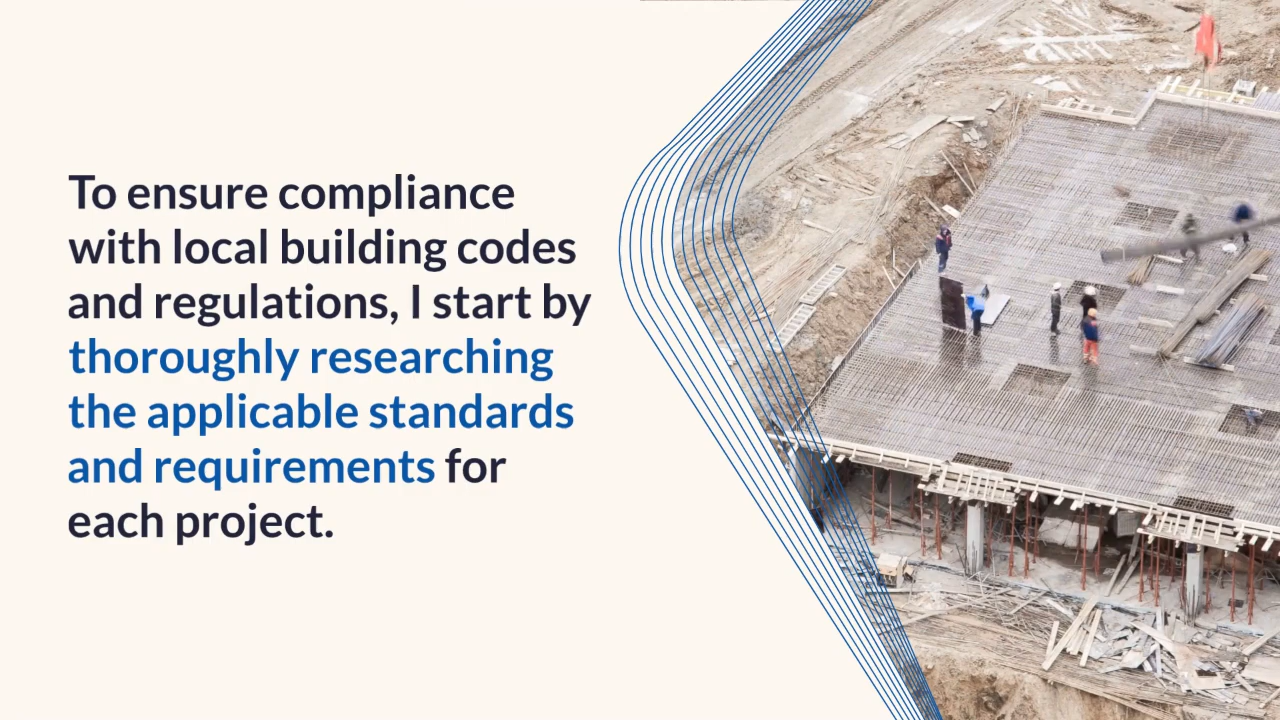 To ensure compliance
with local building codes
and regulations, I start by
thoroughly researching
the applicable standards
and requirements for
each project.